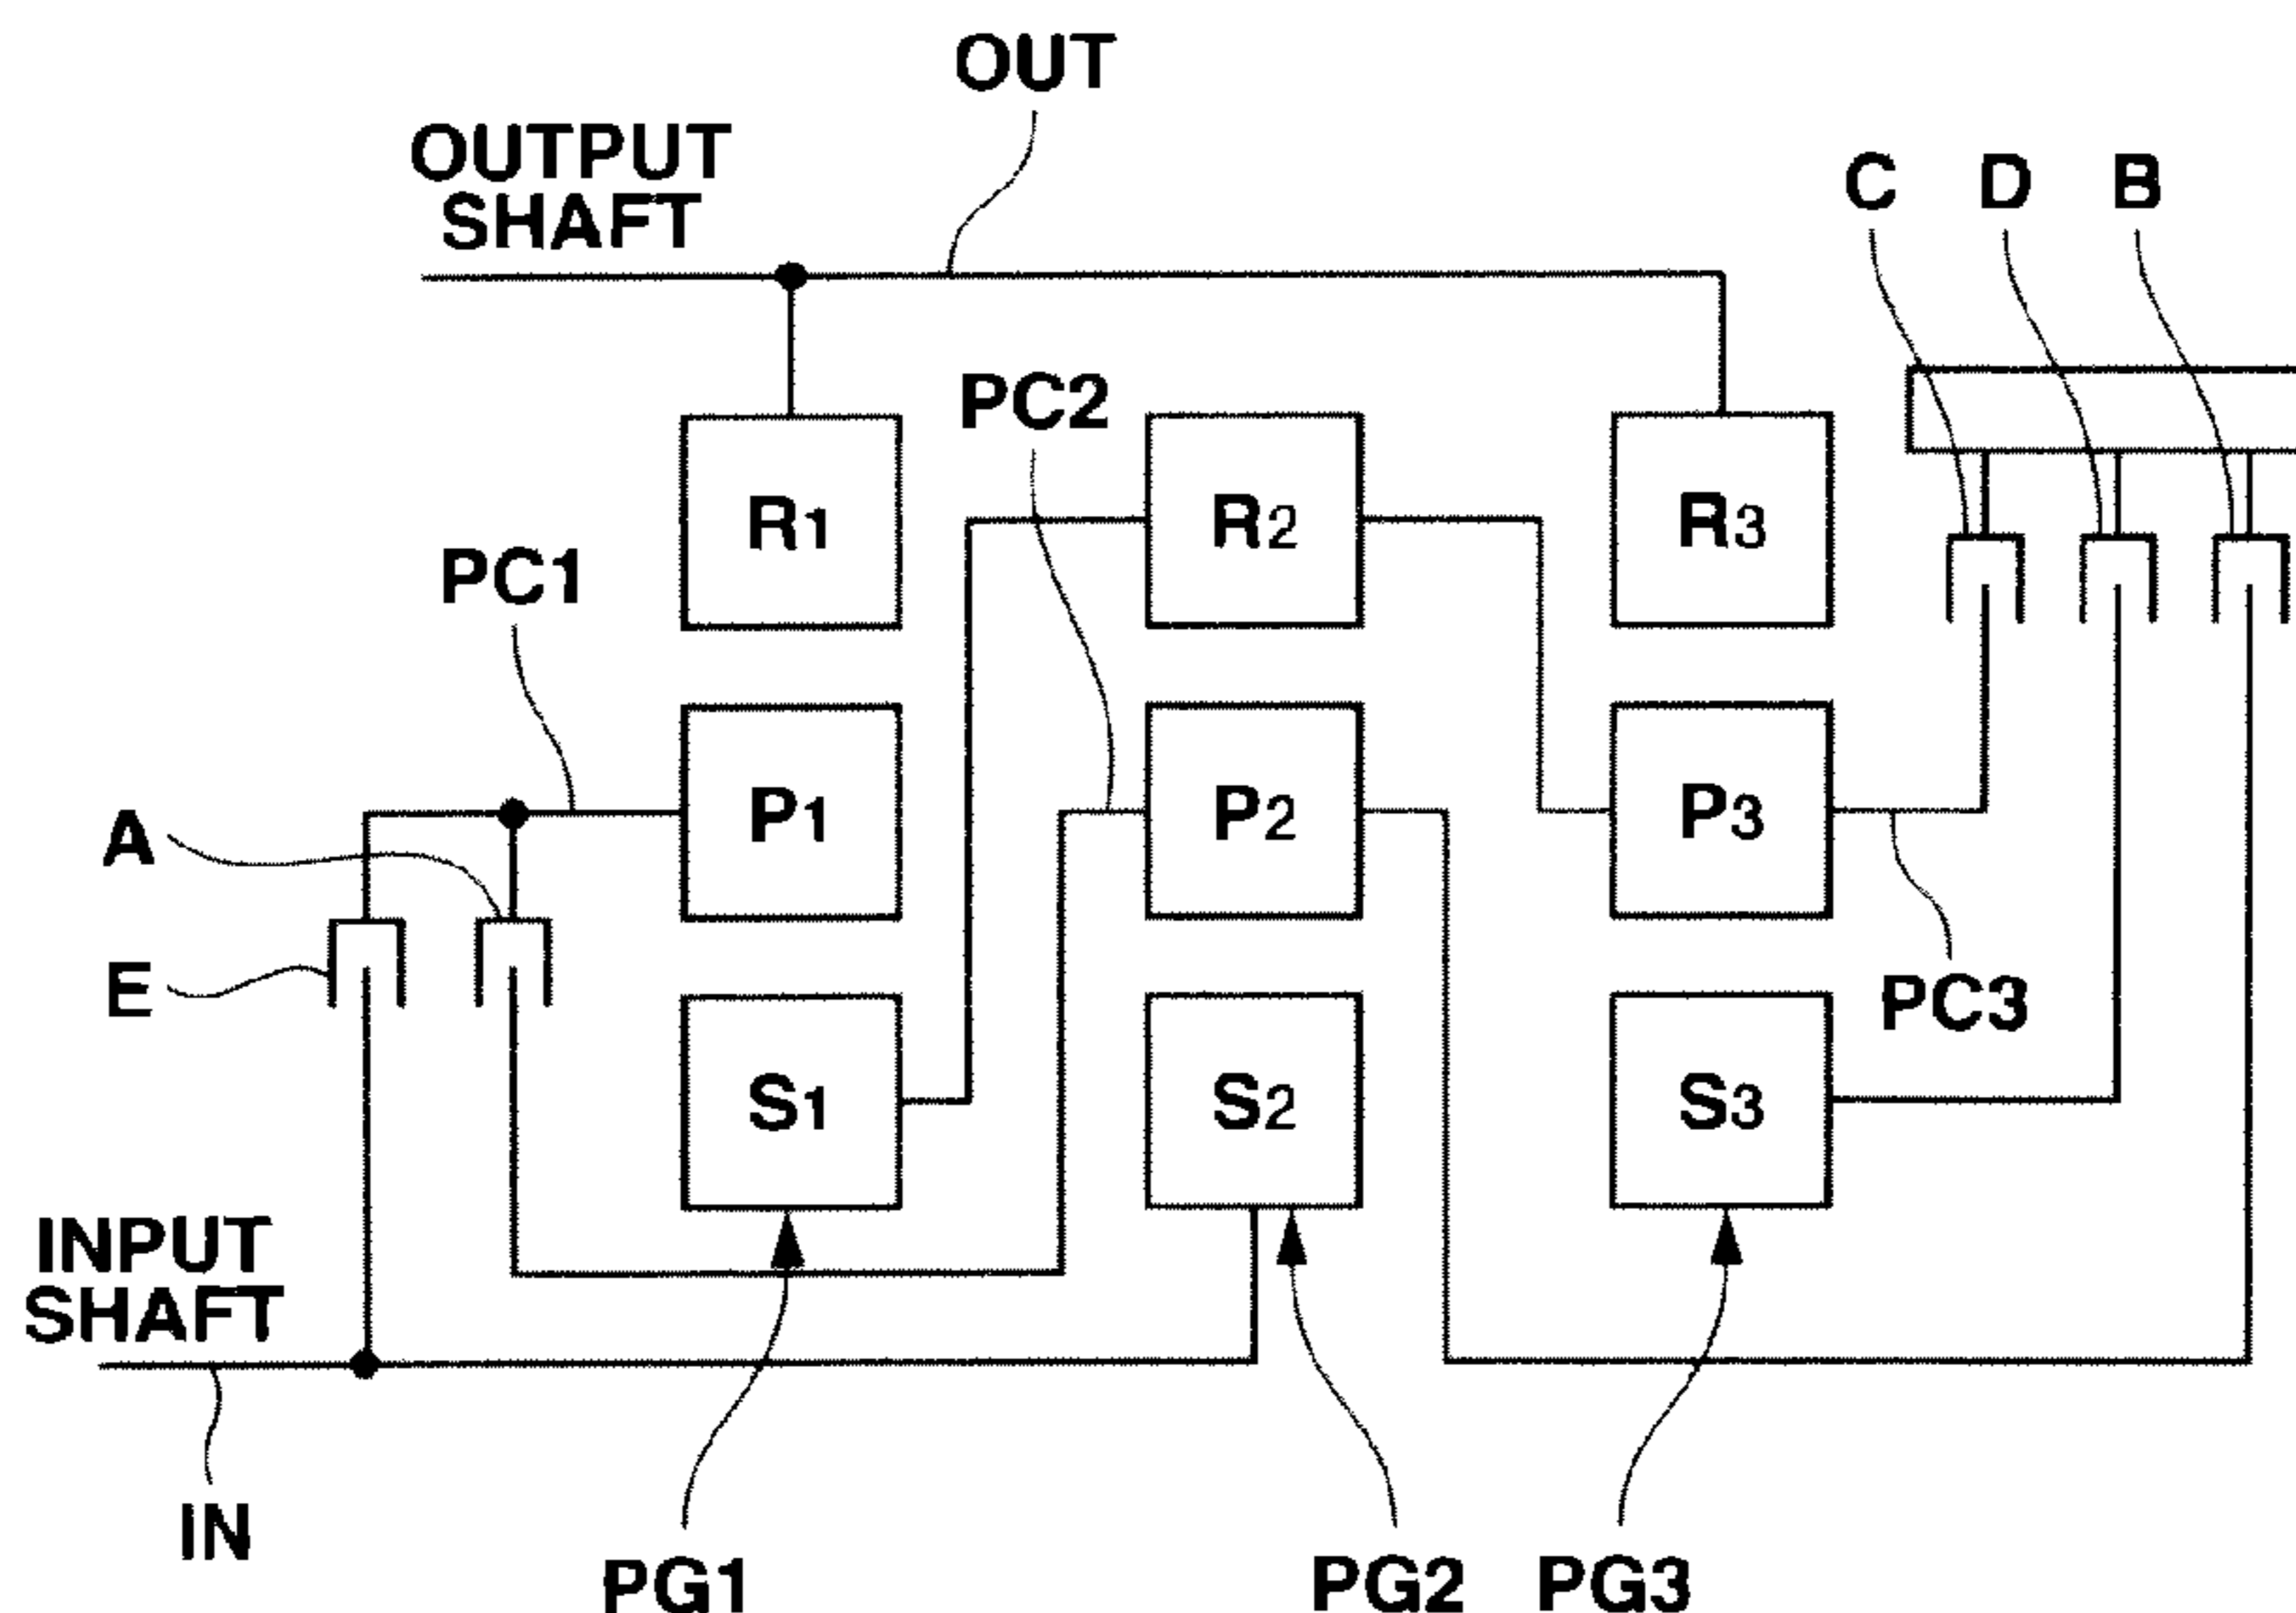 OUT
OUTPUT
SHAFT
C
D
B
PC2
R1
R2
R3
PC1
P1
P2
P3
A
E
PC3
S1
S2
S3
INPUT
SHAFT
IN
PG1
PG2
PG3